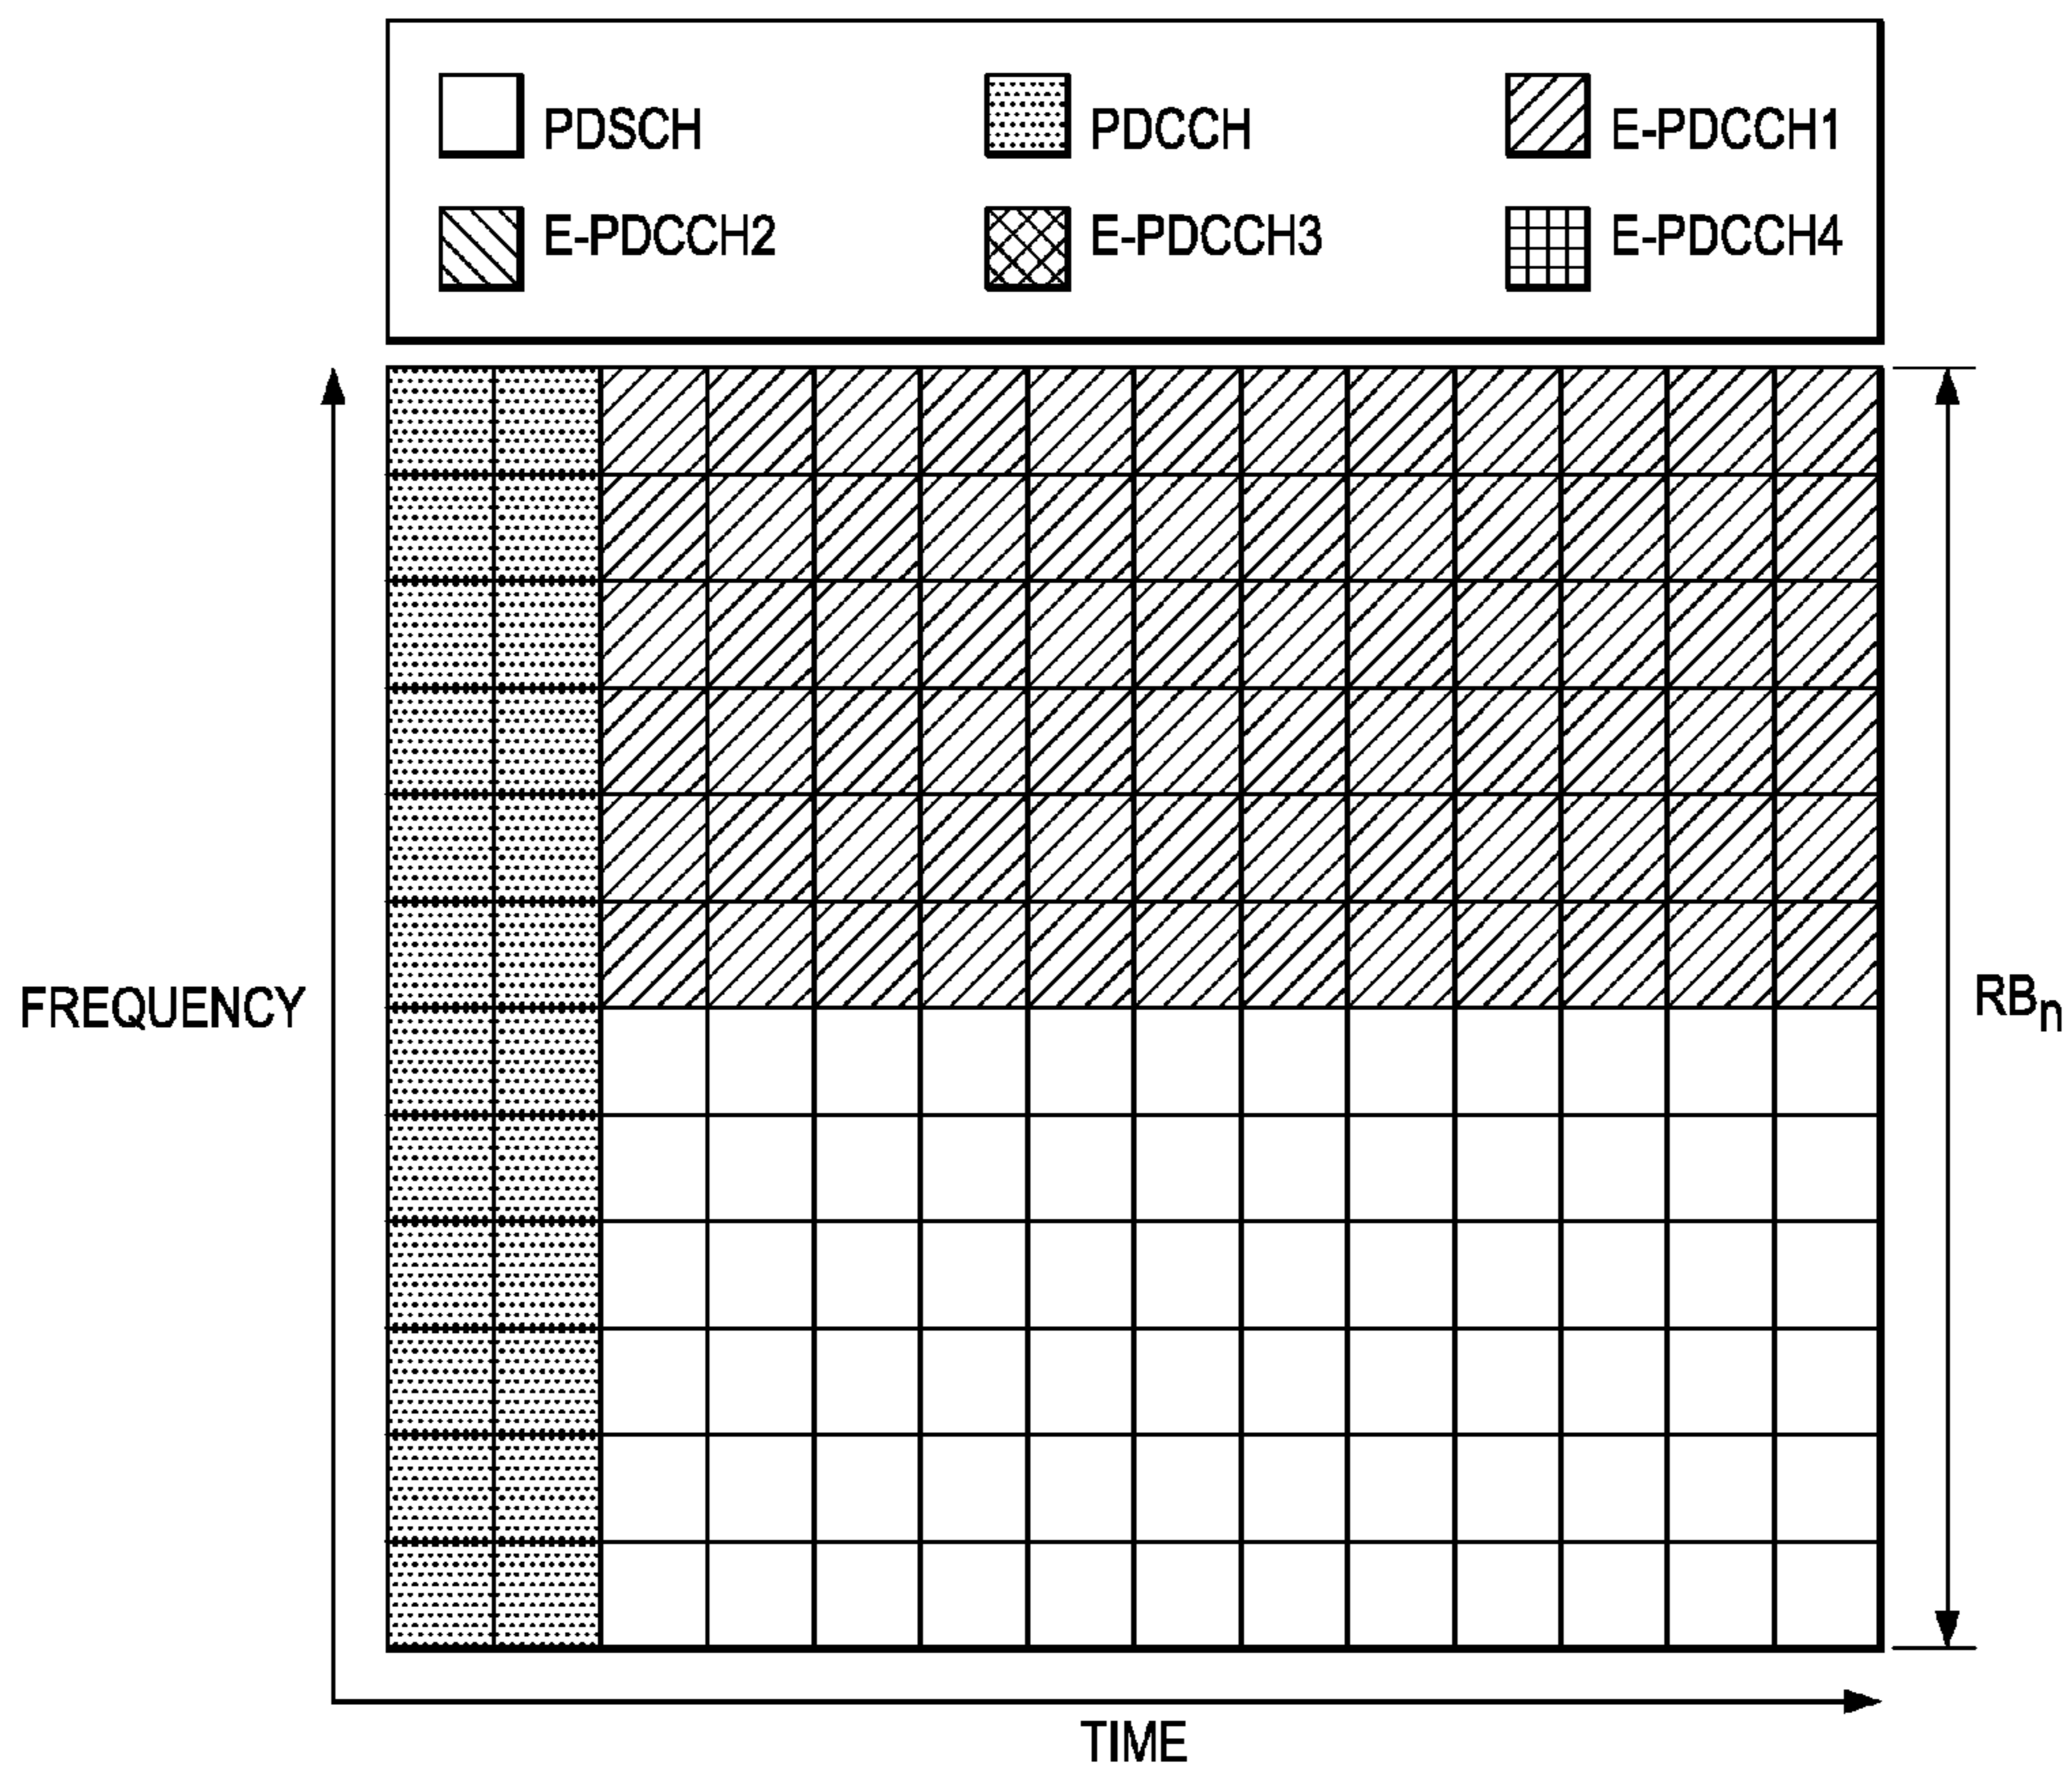 PDSCH PDCCH E-PDCCH1
E-PDCCH2 E-PDCCH3 E-PDCCH4
FREQUENCY
RBn
TIME